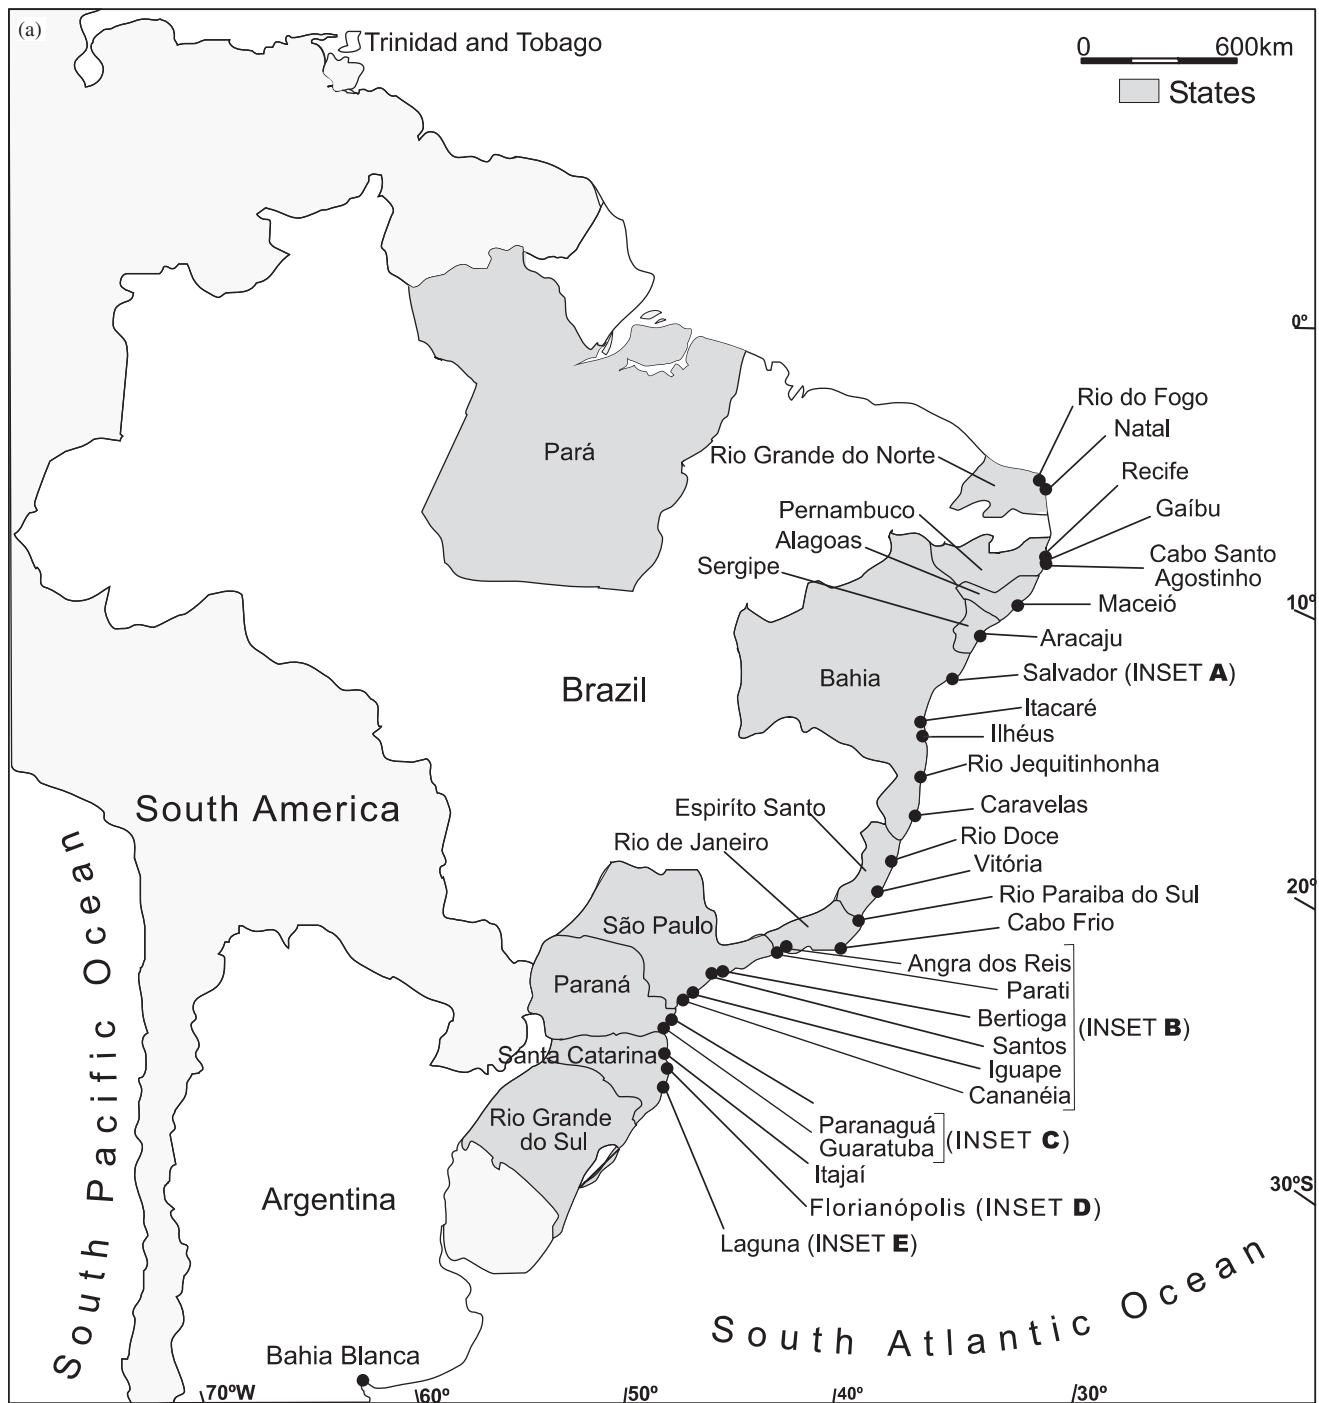 (a)
Trinidad and Tobago
0 600km
States
0º
Rio do Fogo
Natal
Rio Grande do Norte
Pará
Recife
Pernambuco
Gaíbu
Alagoas
Cabo Santo
Agostinho
Sergipe
Maceió
10º
Aracaju
Bahia
Salvador (INSET A)
Brazil
Itacaré
Ilhéus
Rio Jequitinhonha
South America
Espiríto Santo
Caravelas
Rio de Janeiro
Rio Doce
Vitória
20º
Rio Paraiba do Sul
São Paulo
Cabo Frio
Angra dos Reis
Paraná
Parati
Bertioga
(INSET B)
Santos
Santa Catarina
Iguape
Cananéia
Rio Grande
do Sul
Paranaguá
Guaratuba
(INSET C)
Itajaí
30ºS
Argentina
Florianópolis (INSET D)
Laguna (INSET E)
South Pacific Ocean
South Atlantic Ocean
Bahia Blanca
70ºW
60º
50º
40º
30º